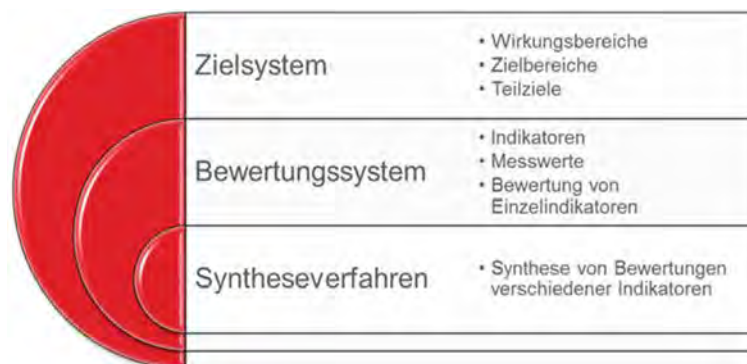 Zielsystem
• Wirkungsbereiche
• Zielbereiche
• Teilziele
Bewertungssystem
• Indikatoren
• Messwerte
• Bewertung von
Einzelindikatoren
Syntheseverfahren
• Synthese von Bewertungen
verschiedener Indikatoren